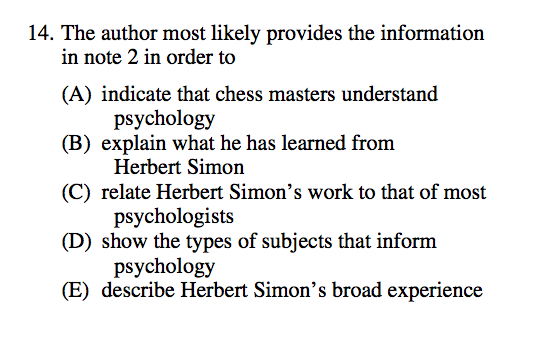 14. The author most likely provides the information
in note 2 in order to
(A) indicate that chess masters understand
psychology
(B) explain what he has learned from
Herbert Simon
(C) relate Herbert Simon’s work to that of most
psychologists
(D) show the types of subjects that inform
psychology
(E) describe Herbert Simon’s broad experience